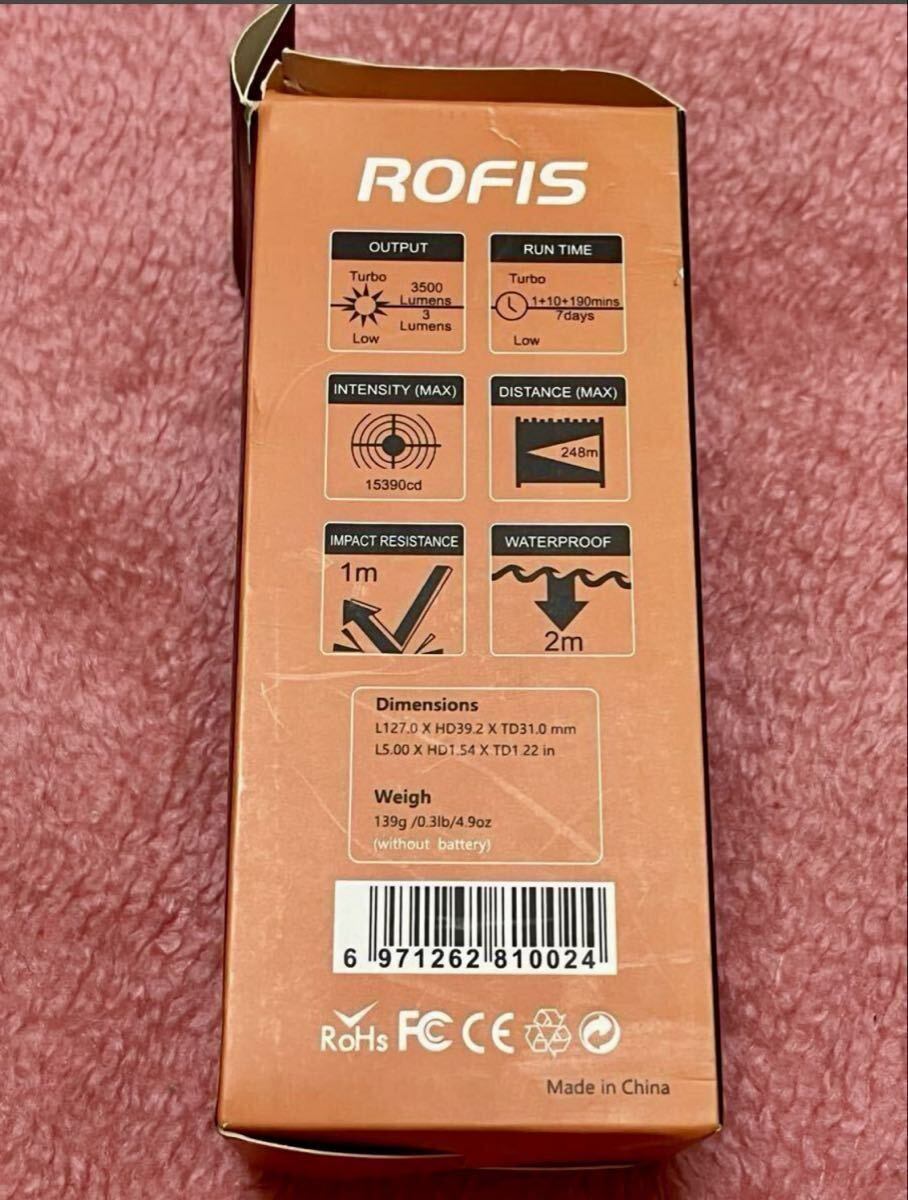 ROFIS
OUTPUT
Turbo
3500
Lumens
3
Lumens
Low
RUN TIME
Turbo
1+10+190mins
7days
Low
INTENSITY (MAX)
15390cd
DISTANCE (MAX)
248m
IMPACT RESISTANCE
1m
WATERPROOF
2m
Dimensions
L127.0 X HD39.2 X TD31.0 mm
L5.00 X HD1.54 X TD1.22 in
Weigh
139g /0.3lb/4.9oz
(without battery)
6 971262 810024
RoHs FC CE
Made in China